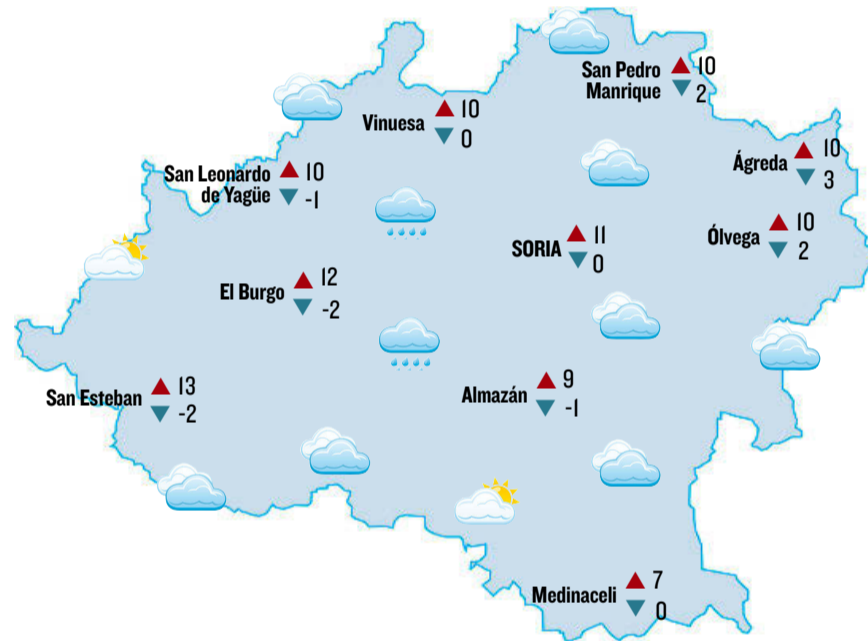 San Pedro
Manrique
10
2
Vinuesa
10
0
Ágreda
10
3
San Leonardo
de Yagüe
10
-1
Ólvega
10
2
SORIA
11
0
El Burgo
12
-2
San Esteban
13
-2
Almazán
9
-1
Medinaceli
7
0